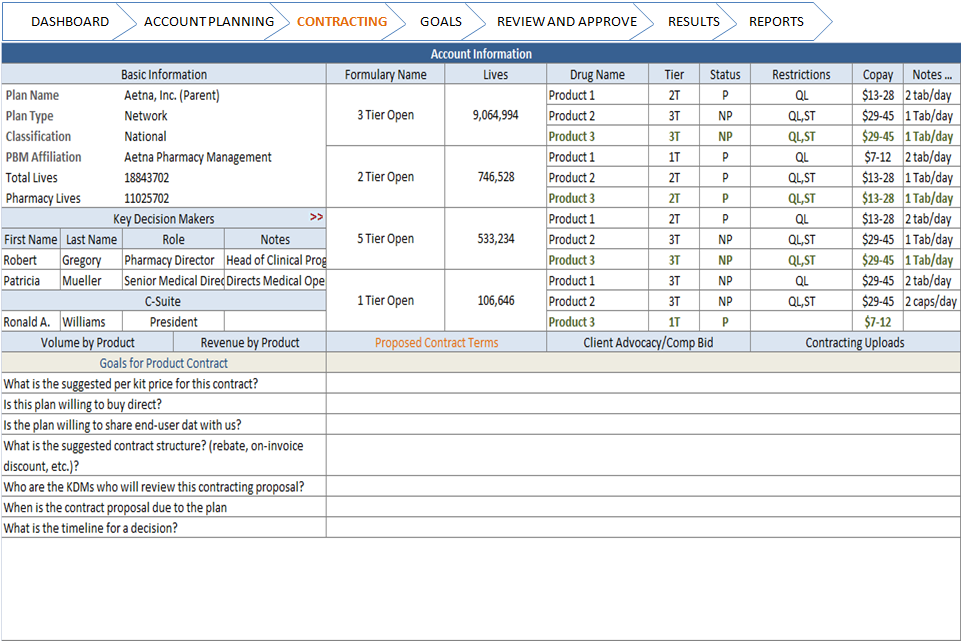 DASHBOARD ACCOUNT PLANNING CONTRACTING GOALS REVIEW AND APPROVE RESULTS REPORTS
Account Information
Basic Information Formulary Name Lives Drug Name Tier Status Restrictions Copay Notes ...
Plan Name Aetna, Inc. (Parent) Product 1 2T P QL $13-28 2 tab/day
Plan Type Network 3 Tier Open 9,064,994 Product 2 3T NP QL,ST $29-45 1 Tab/day
Classification National Product 3 3T NP QL,ST $29-45 1 Tab/day
PBM Affiliation Aetna Pharmacy Management Product 1 1T P QL $7-12 2 tab/day
Total Lives 18843702 2 Tier Open 746,528 Product 2 3T P QL,ST $13-28 1 Tab/day
Pharmacy Lives 11025702 Product 3 2T P QL,ST $13-28 1 Tab/day
Key Decision Makers >> Product 1 2T P QL $13-28 2 tab/day
First Name Last Name Role Notes 5 Tier Open 533,234 Product 2 3T NP QL,ST $29-45 1 Tab/day
Robert Gregory Pharmacy Director Head of Clinical Prog Product 3 3T NP QL,ST $29-45 1 Tab/day
Patricia Mueller Senior Medical Direc Directs Medical Ope Product 1 3T NP QL $29-45 2 tab/day
C-Suite 1 Tier Open 106,646 Product 2 3T NP QL,ST $29-45 2 caps/day
Ronald A. Williams President Product 3 1T P $7-12
Volume by Product Revenue by Product Proposed Contract Terms Client Advocacy/Comp Bid Contracting Uploads
Goals for Product Contract
What is the suggested per kit price for this contract?
Is this plan willing to buy direct?
Is the plan willing to share end-user dat with us?
What is the suggested contract structure? (rebate, on-invoice
discount, etc.)?
Who are the KDMs who will review this contracting proposal?
When is the contract proposal due to the plan
What is the timeline for a decision?